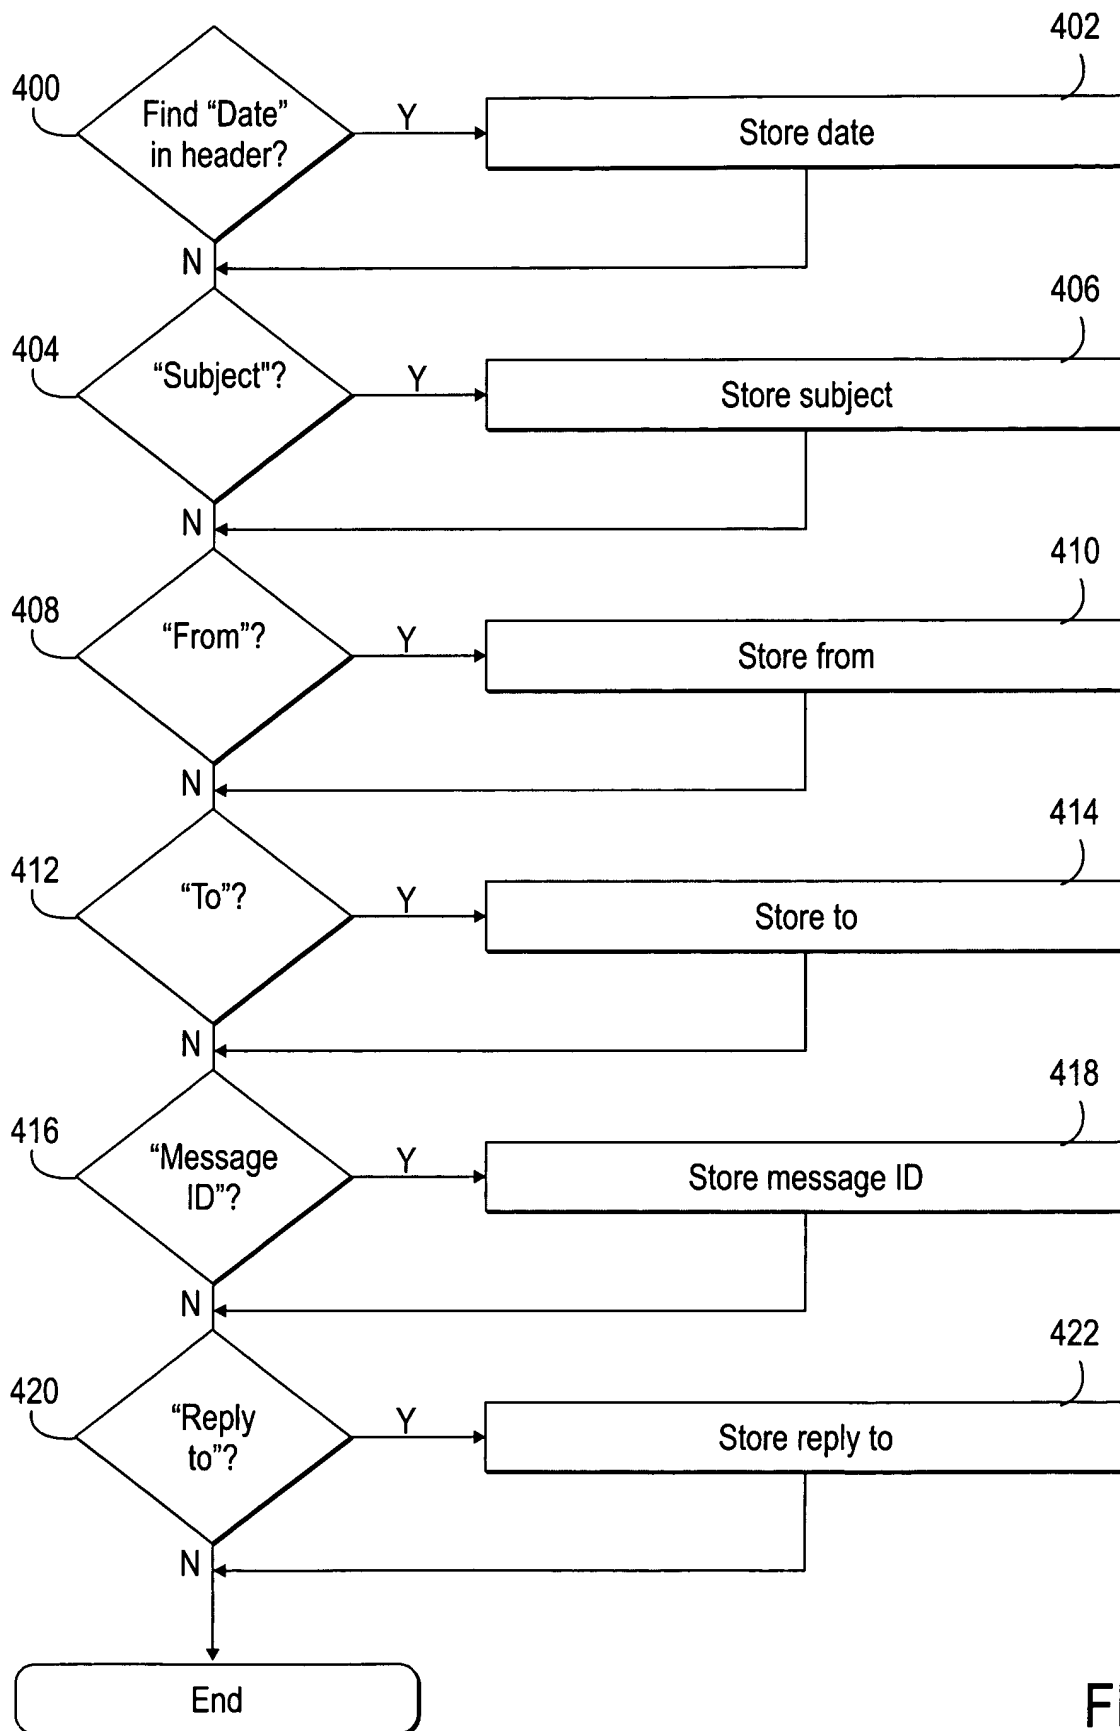 402
400
Find “Date”
in header?
Y
Store date
N
406
404
“Subject"?
Y
Store subject
N
410
408
“From”?
Y
Store from
N
414
412
“To”?
Y
Store to
N
418
416
“Message
ID”?
Y
Store message ID
N
422
420
“Reply
to”?
Y
Store reply to
N
End